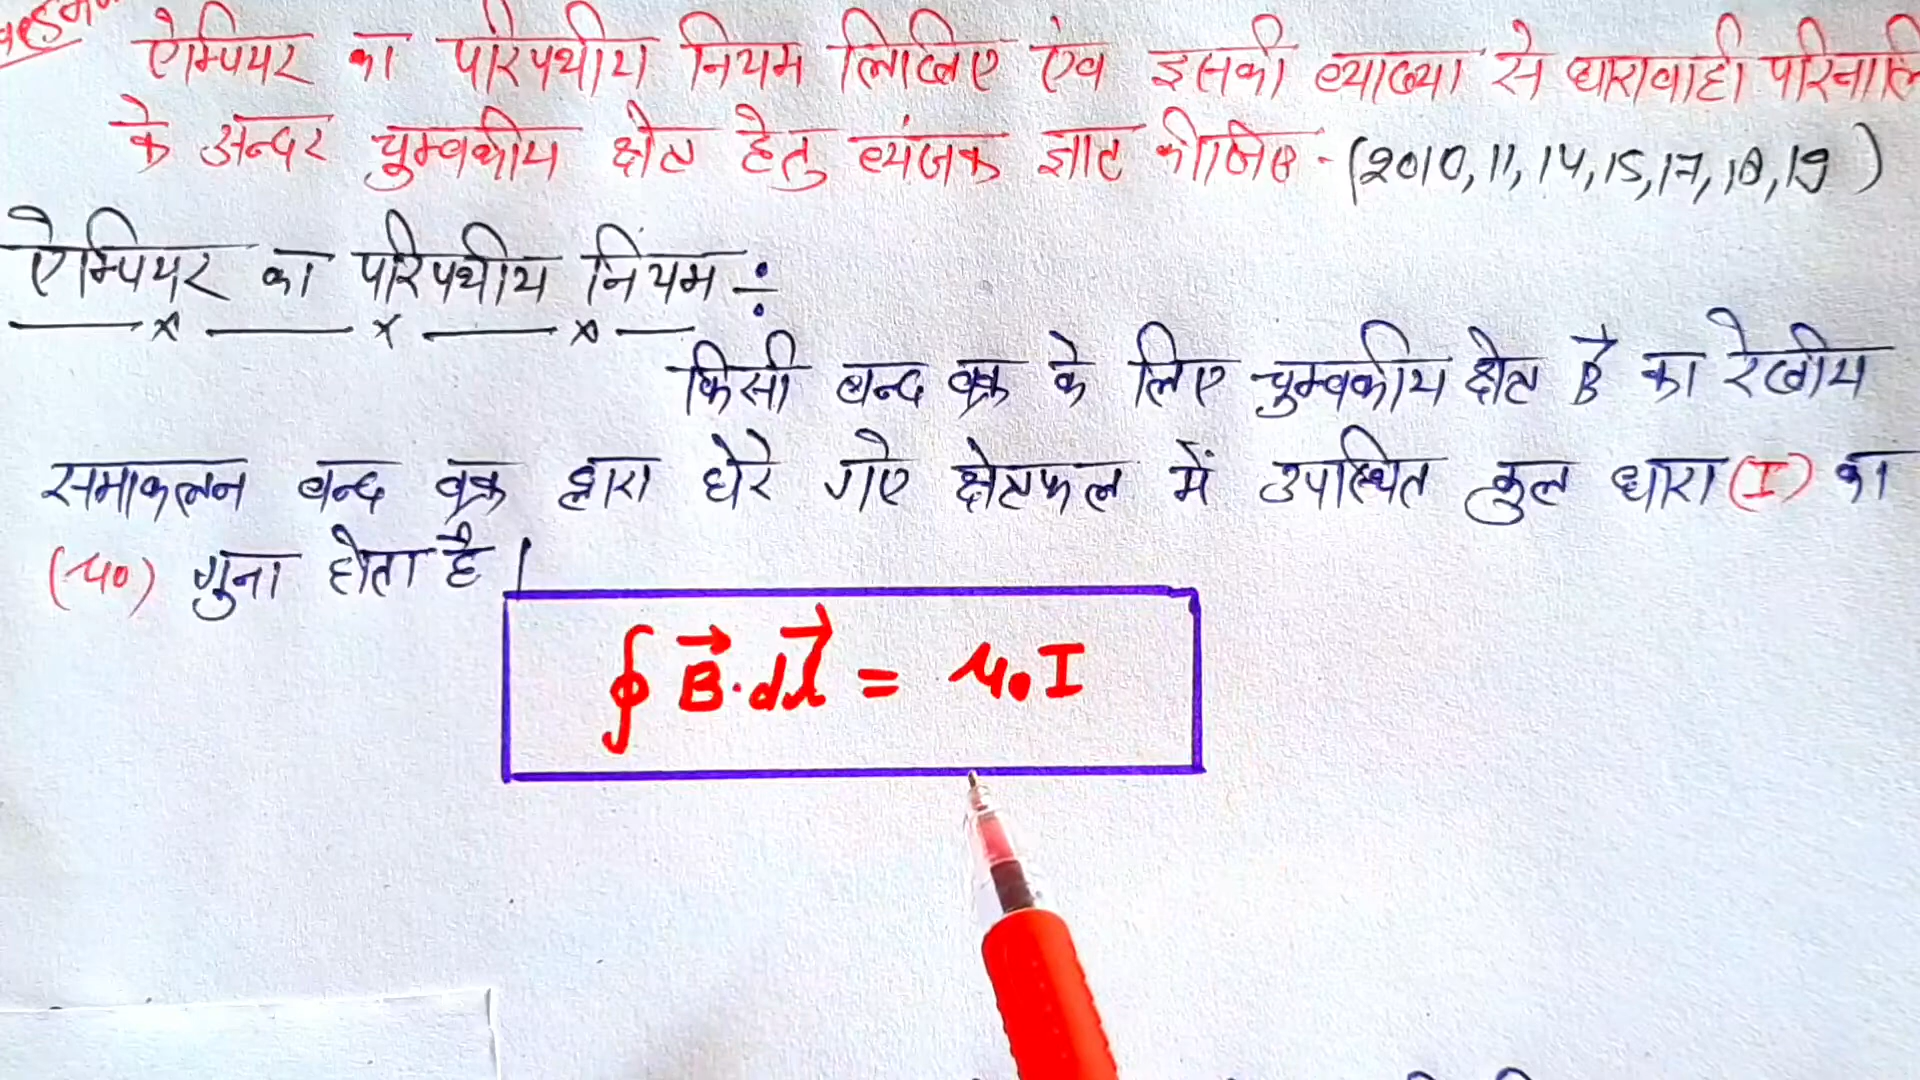 ऐम्पियर का परिपथीय नियम लिखिए ऐव इसकी व्याख्या से धारावाही परिनालि
के अन्दर चुम्बकीय क्षेत्र हेतु व्यंजक ज्ञात कीजिए - (2010, 11, 14, 15, 17, 18, 19)
ऐम्पियर का परिपथीय नियम ÷
किसी बन्द वक्र के लिए चुम्बकीय क्षेत्र B⃗ का रेखीय
समाकलन बन्द वक्र द्वारा घेरे गए क्षेत्रफल में उपस्थित कुल धारा (I) का
(μ₀) गुना होता है |
∮ B⃗.dl⃗ = μ₀I